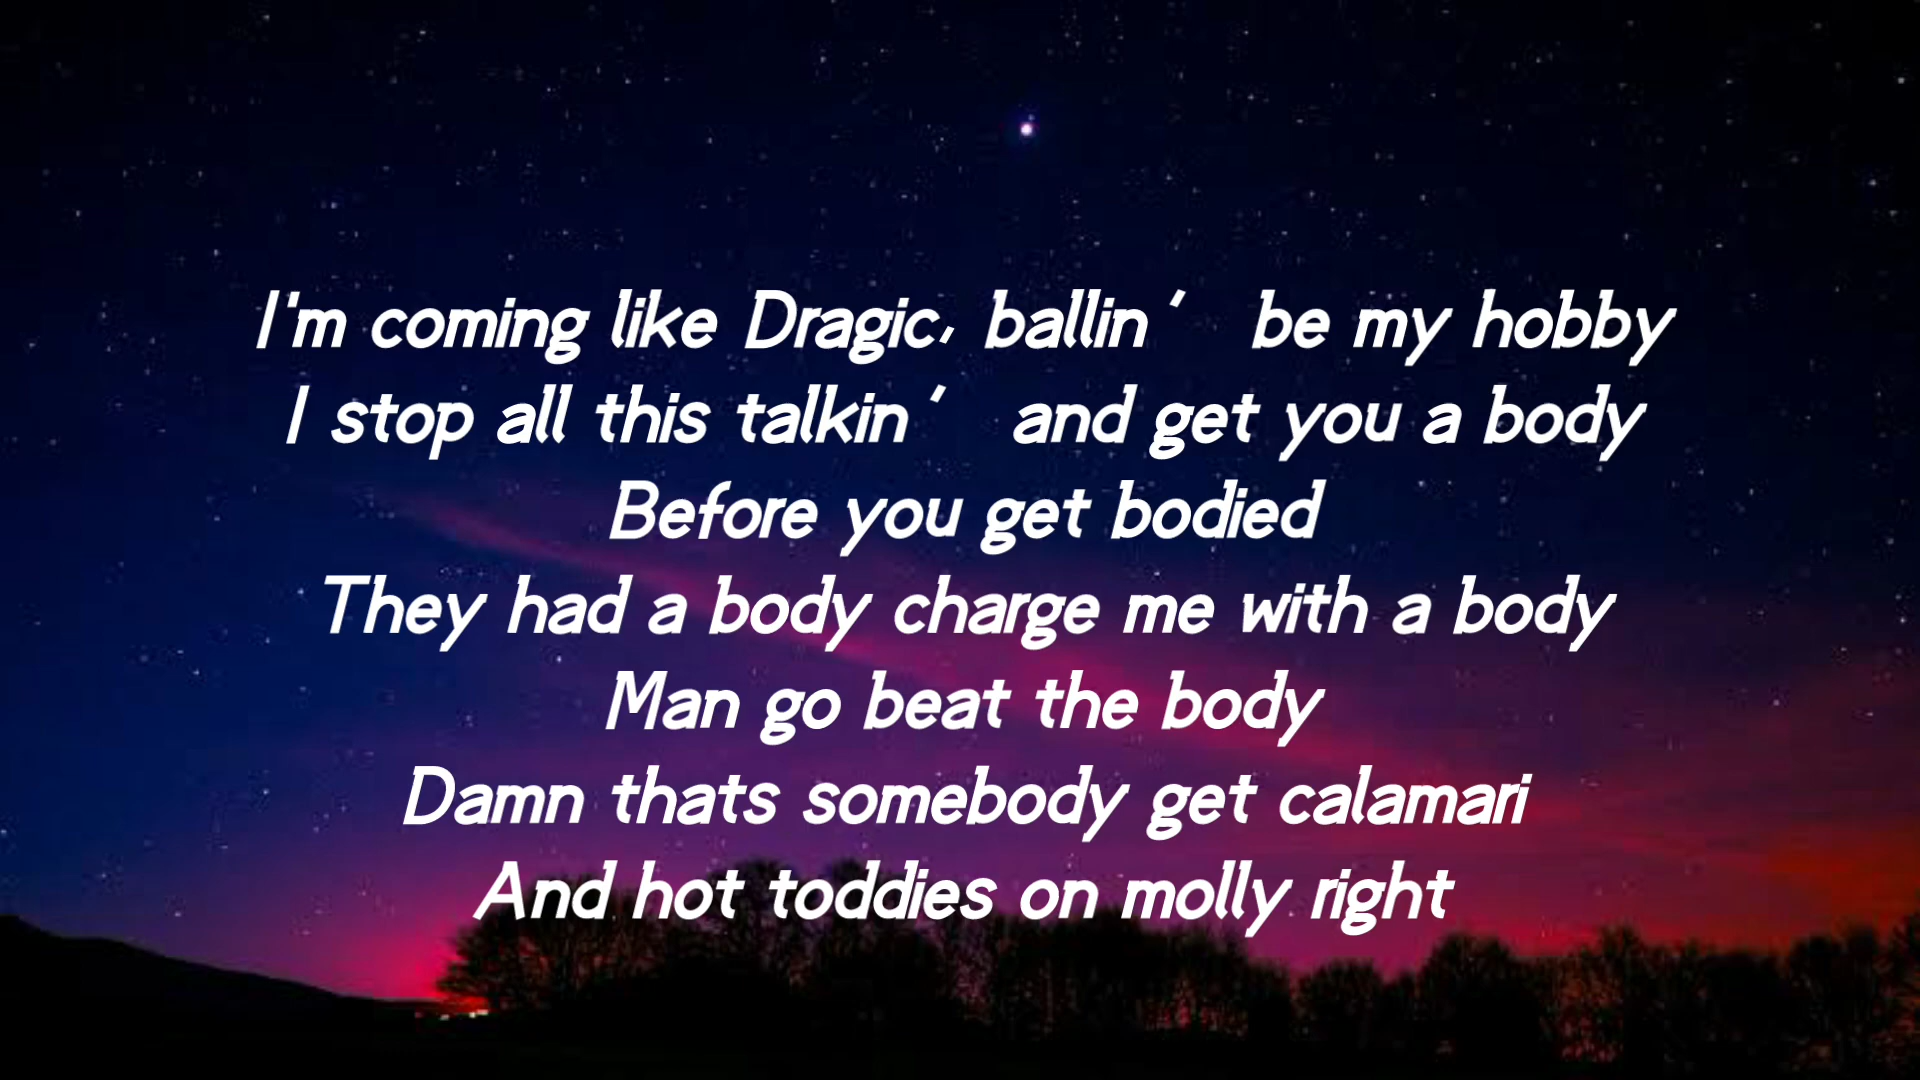 I'm coming like Dragic, ballin’ be my hobby
I stop all this talkin’ and get you a body
Before you get bodied
They had a body charge me with a body
Man go beat the body
Damn thats somebody get calamari
And hot toddies on molly right